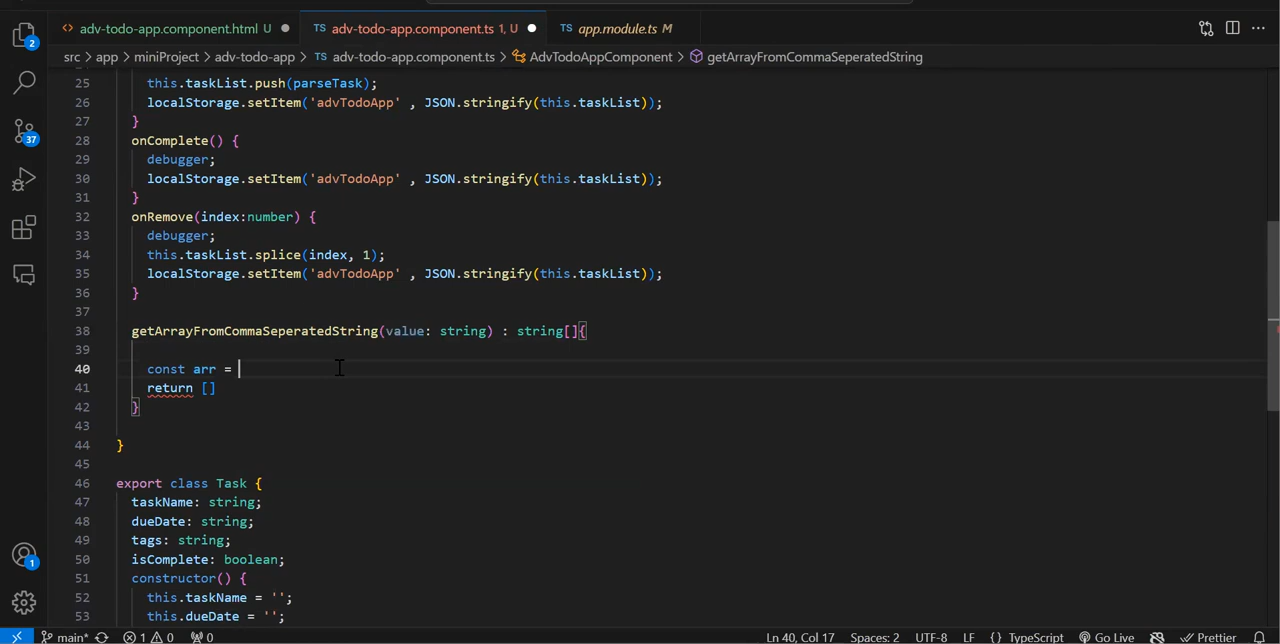 adv-todo-app.component.html U
TS adv-todo-app.component.ts 1, U
TS app.module.ts M
2
src > app > miniProject > adv-todo-app > TS adv-todo-app.component.ts > AdvTodoAppComponent > getArrayFromCommaSeperatedString
25 this.taskList.push(parseTask);
26 localStorage.setItem('advTodoApp' , JSON.stringify(this.taskList));
27 }
28 onComplete() {
37
29 debugger;
30 localStorage.setItem('advTodoApp' , JSON.stringify(this.taskList));
31 }
32 onRemove(index:number) {
33 debugger;
34 this.taskList.splice(index, 1);
35 localStorage.setItem('advTodoApp' , JSON.stringify(this.taskList));
36 }
37
38 getArrayFromCommaSeperatedString(value: string) : string[]{
39
40 const arr =
41 return []
42 }
43
44 }
45
46 export class Task {
47 taskName: string;
48 dueDate: string;
49 tags: string;
50 isComplete: boolean;
1
51 constructor() {
52 this.taskName = '';
53 this.dueDate = '';
main* 1 0 0 Ln 40, Col 17 Spaces: 2 UTF-8 LF {} TypeScript Go Live Prettier